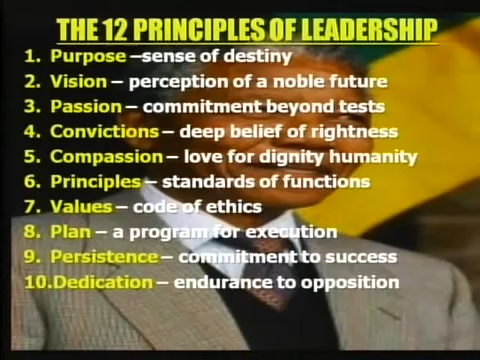 THE 12 PRINCIPLES OF LEADERSHIP
1. Purpose –sense of destiny
2. Vision – perception of a noble future
3. Passion – commitment beyond tests
4. Convictions – deep belief of rightness
5. Compassion – love for dignity humanity
6. Principles – standards of functions
7. Values – code of ethics
8. Plan – a program for execution
9. Persistence – commitment to success
10.Dedication – endurance to opposition